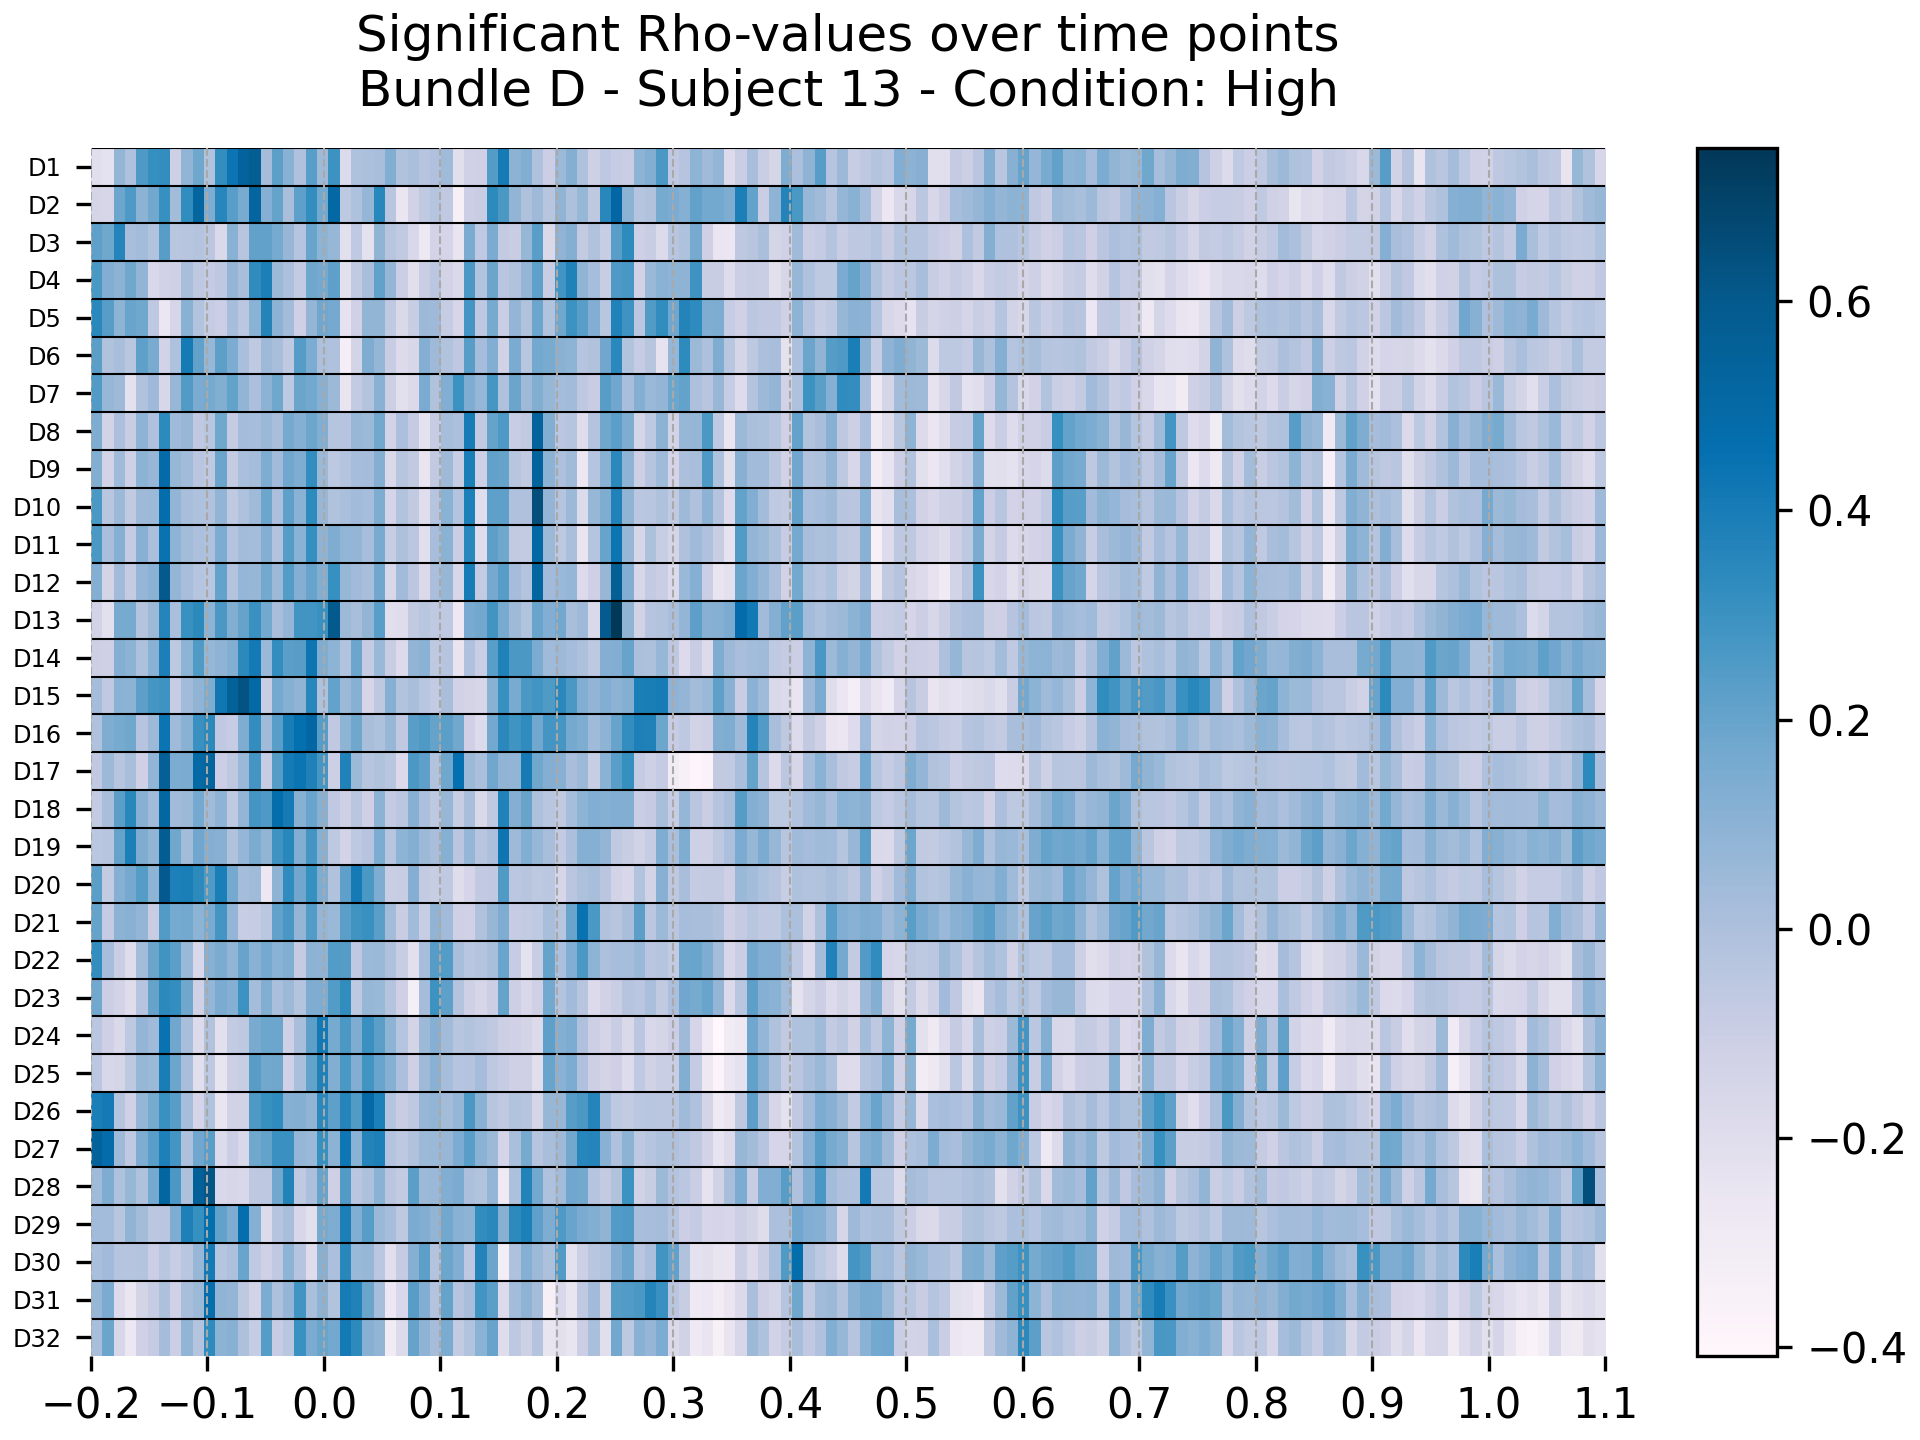 Significant Rho-values over time points
Bundle D - Subject 13 - Condition: High
D1
D2
D3
D4
D5
D6
D7
D8
D9
D10
D11
D12
D13
D14
D15
D16
D17
D18
D19
D20
D21
D22
D23
D24
D25
D26
D27
D28
D29
D30
D31
D32
−0.2 −0.1 0.0 0.1 0.2 0.3 0.4 0.5 0.6 0.7 0.8 0.9 1.0 1.1
0.6
0.4
0.2
0.0
−0.2
−0.4